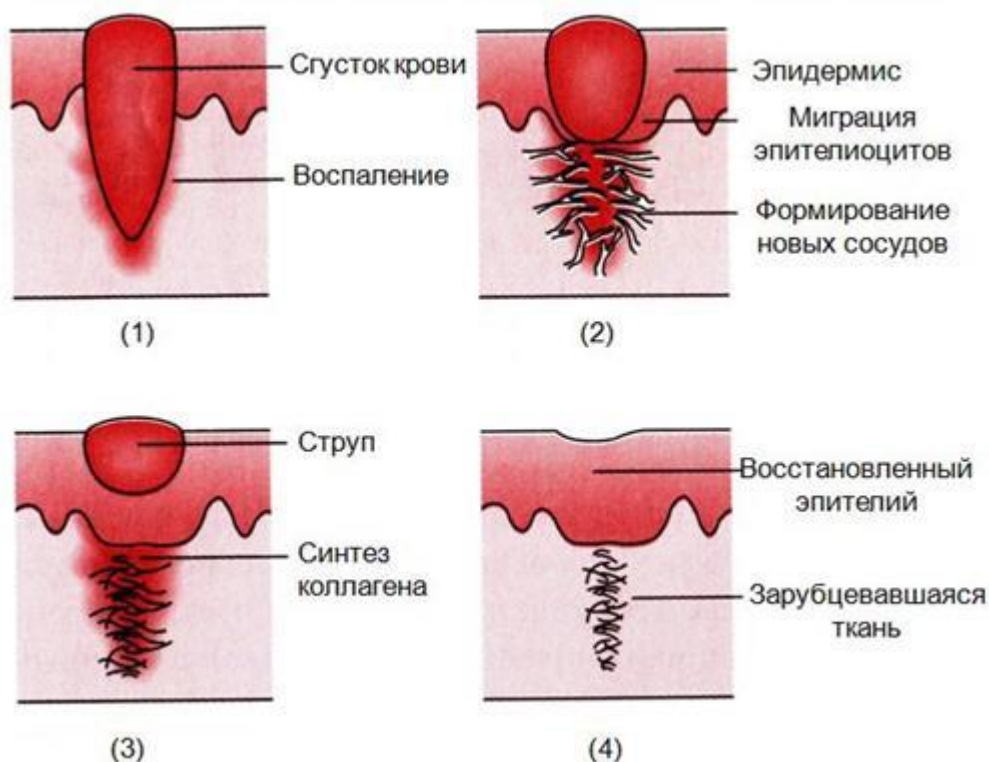 Сгусток крови
Воспаление
(1)
Эпидермис
Миграция
эпителиоцитов
Формирование
новых сосудов
(2)
Струп
Синтез
коллагена
(3)
Восстановленный
эпителий
Зарубцевавшаяся
ткань
(4)